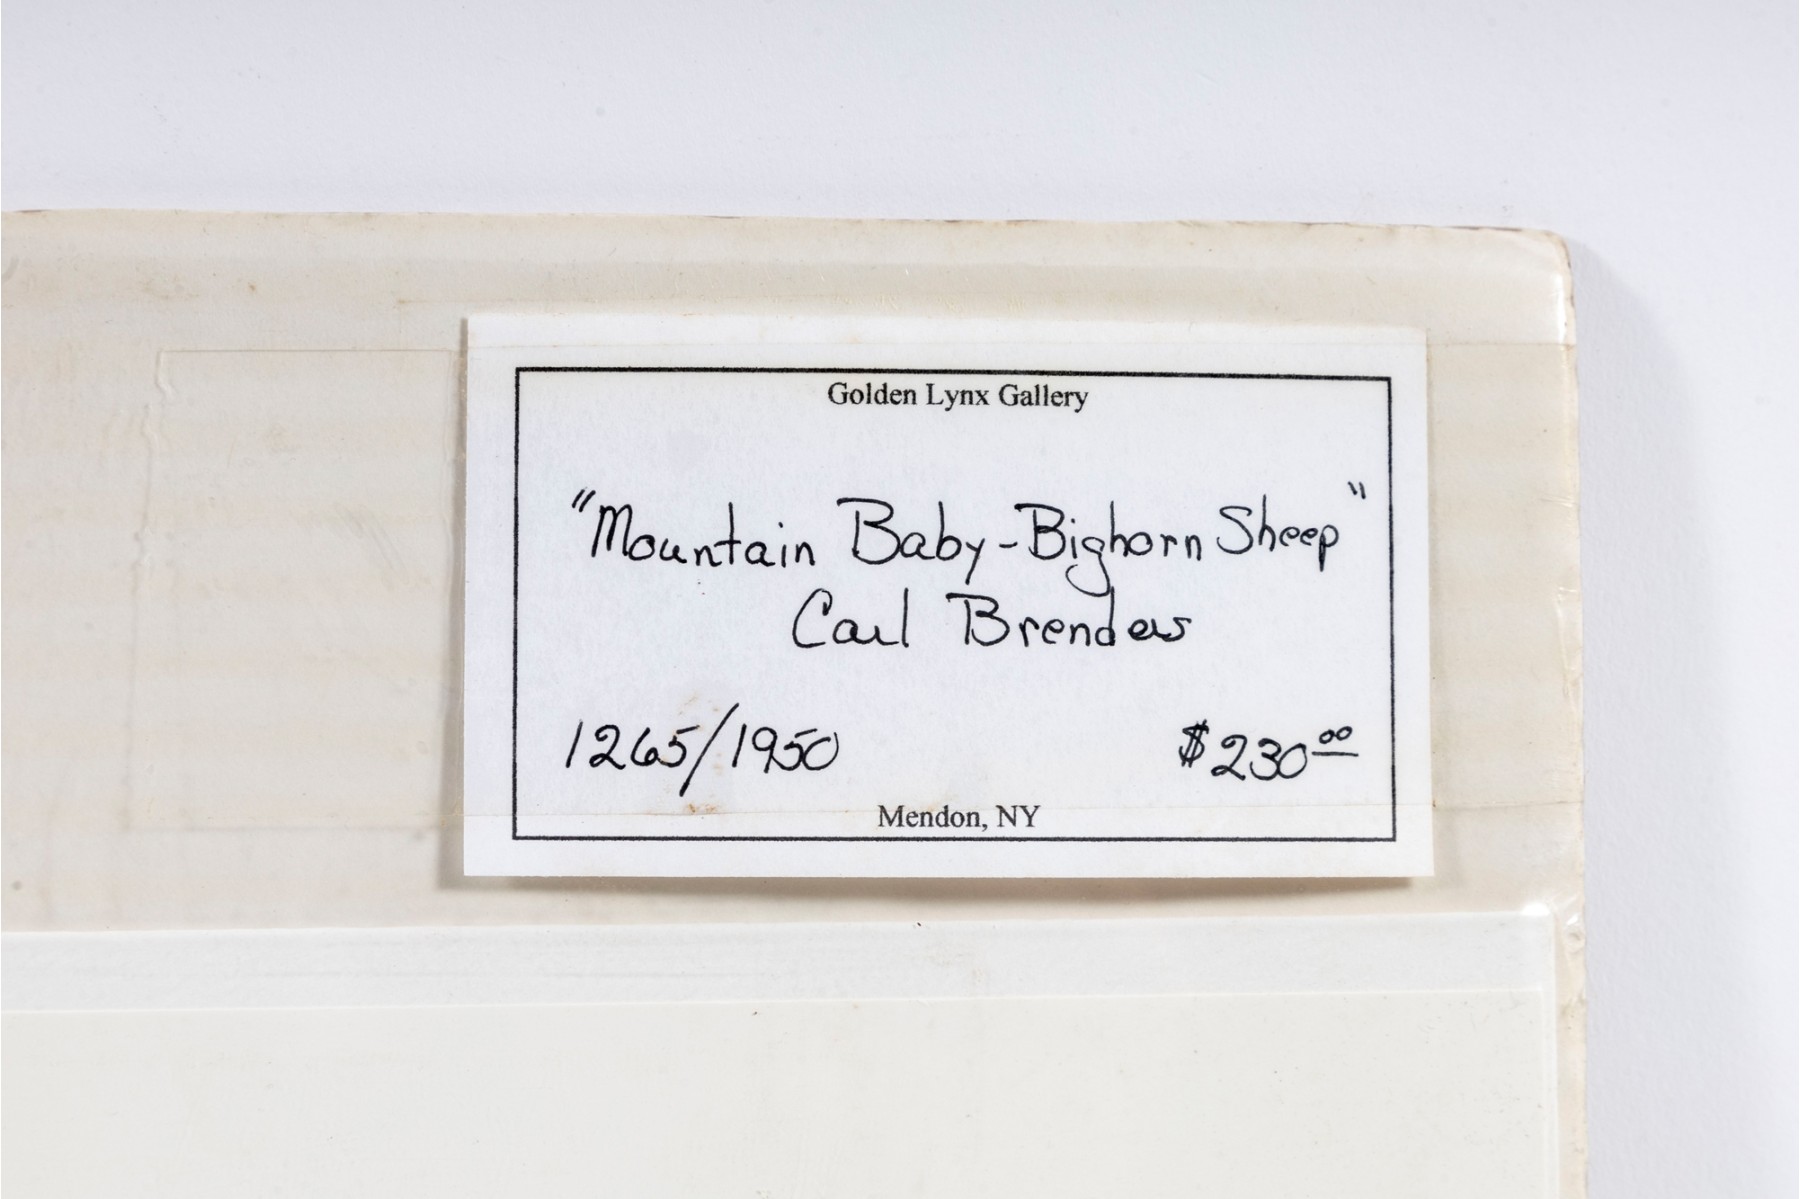 Golden Lynx Gallery
"Mountain Baby-Bighorn Sheep"
Carl Brenders
1265/1950 $230.00
Mendon, NY